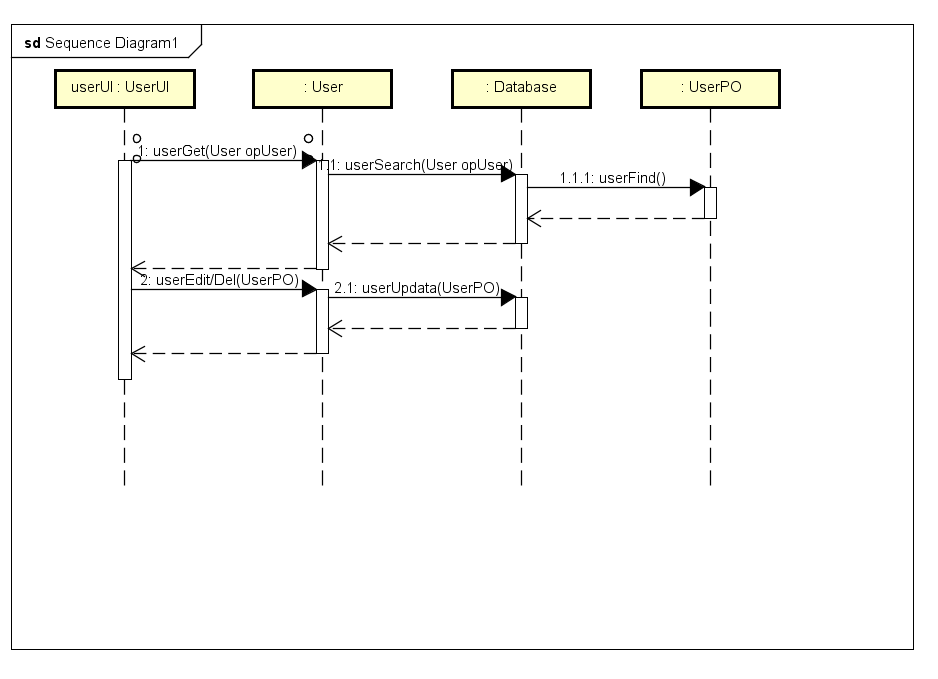 sd Sequence Diagram1
userUI : UserUI
: User
: Database
: UserPO
1: userGet(User opUser)
1.1: userSearch(User opUser)
1.1.1: userFind()
2: userEdit/Del(UserPO)
2.1: userUpdata(UserPO)